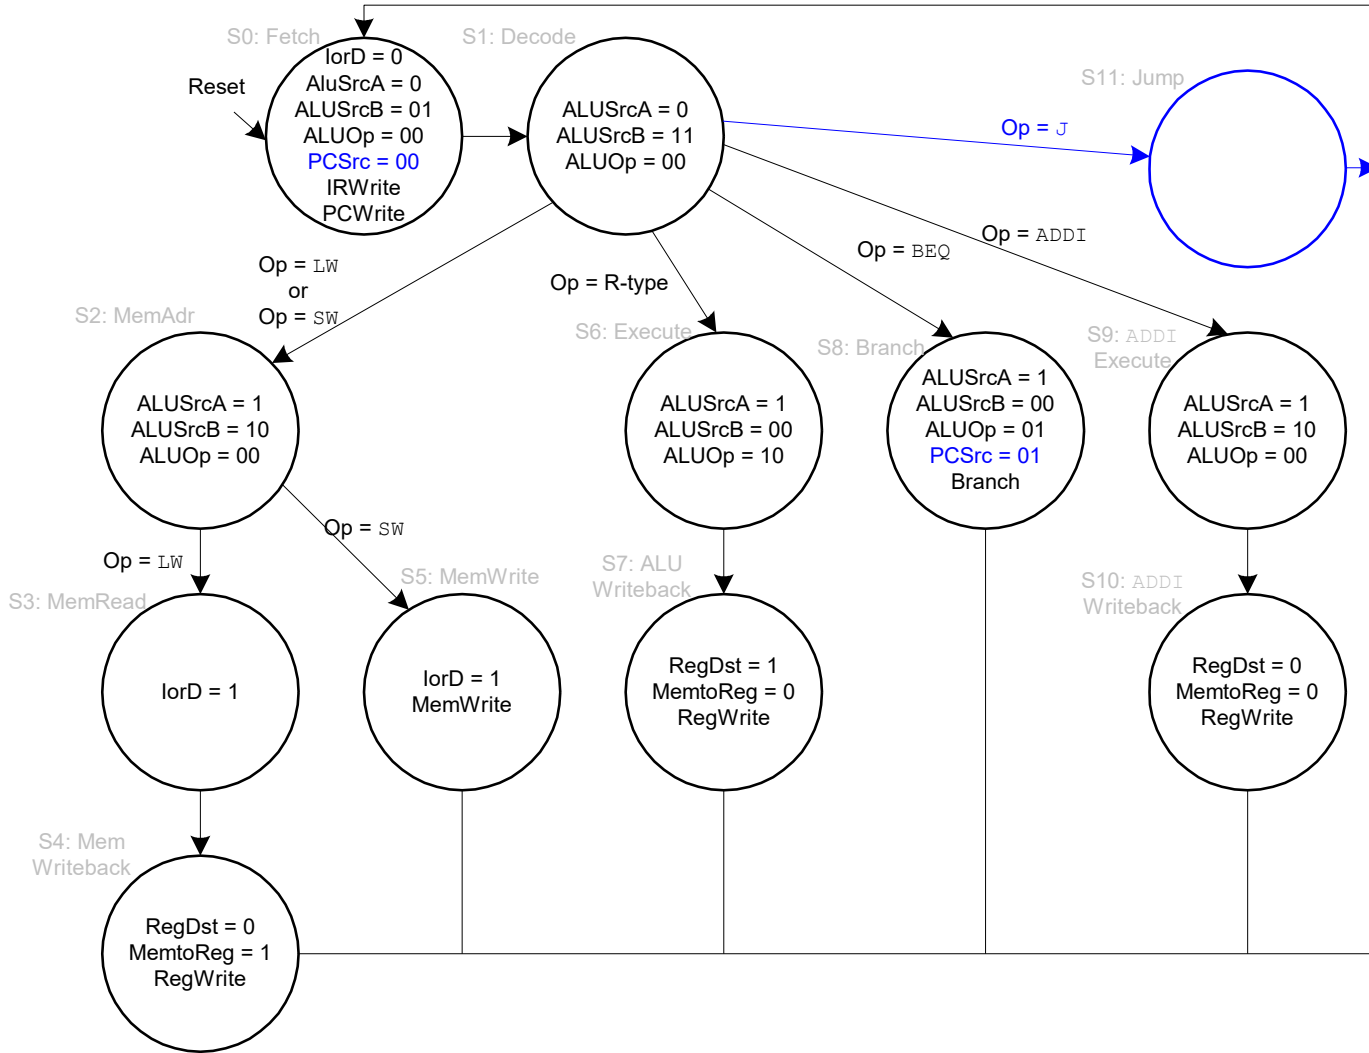 S0: Fetch
IorD = 0
AluSrcA = 0
ALUSrcB = 01
ALUOp = 00
PCSrc = 00
IRWrite
PCWrite
Reset
S1: Decode
ALUSrcA = 0
ALUSrcB = 11
ALUOp = 00
S11: Jump
Op = J
Op = LW
or
Op = SW
Op = R-type
Op = BEQ
Op = ADDI
S2: MemAdr
ALUSrcA = 1
ALUSrcB = 10
ALUOp = 00
S6: Execute
ALUSrcA = 1
ALUSrcB = 00
ALUOp = 10
S8: Branch
ALUSrcA = 1
ALUSrcB = 00
ALUOp = 01
PCSrc = 01
Branch
S9: ADDI
Execute
ALUSrcA = 1
ALUSrcB = 10
ALUOp = 00
Op = LW
Op = SW
S3: MemRead
IorD = 1
S5: MemWrite
IorD = 1
MemWrite
S7: ALU
Writeback
RegDst = 1
MemtoReg = 0
RegWrite
S10: ADDI
Writeback
RegDst = 0
MemtoReg = 0
RegWrite
S4: Mem
Writeback
RegDst = 0
MemtoReg = 1
RegWrite